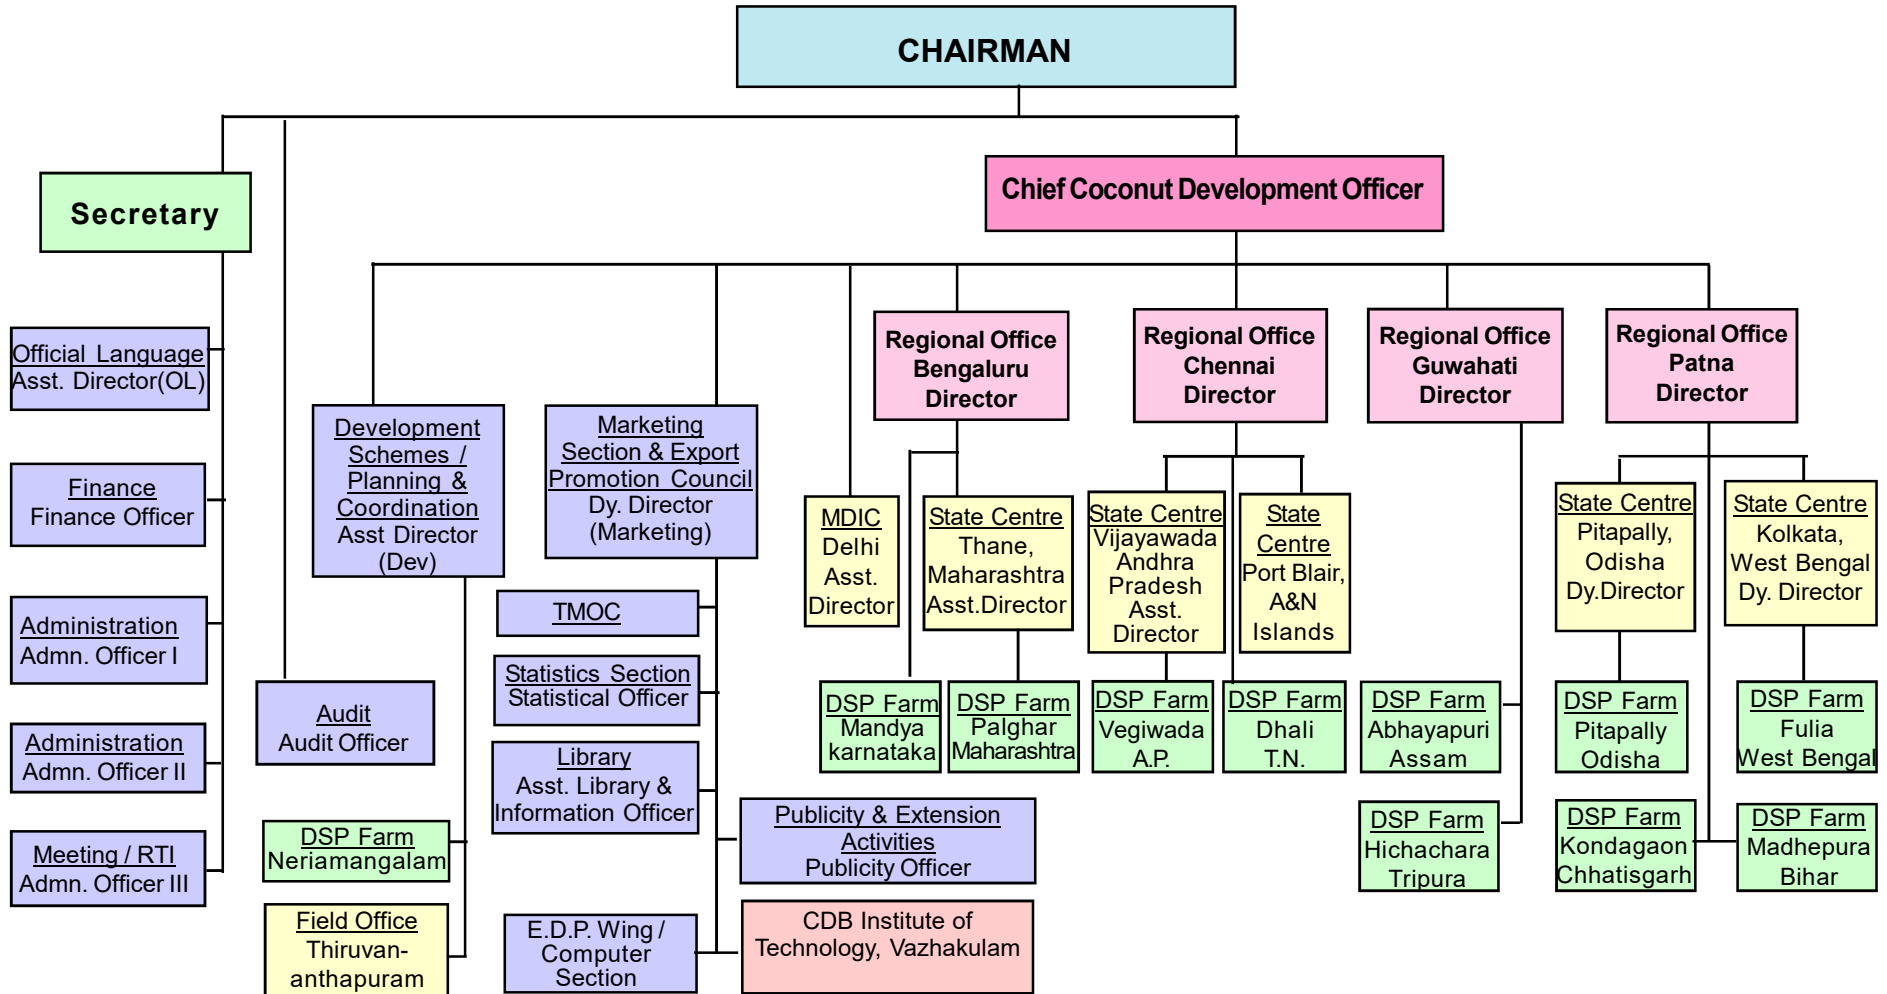 CHAIRMAN
Chief Coconut Development Officer
Secretary
Official Language
Asst. Director(OL)
Finance
Finance Officer
Administration
Admn. Officer I
Administration
Admn. Officer II
Meeting / RTI
Admn. Officer III
Audit
Audit Officer
Development
Schemes /
Planning &
Coordination
Asst Director
(Dev)
DSP Farm
Neriamangalam
Field Office
Thiruvan-
anthapuram
Marketing
Section & Export
Promotion Council
Dy. Director
(Marketing)
TMOC
Statistics Section
Statistical Officer
Library
Asst. Library &
Information Officer
Publicity & Extension
Activities
Publicity Officer
E.D.P. Wing /
Computer
Section
CDB Institute of
Technology, Vazhakulam
MDIC
Delhi
Asst.
Director
Regional Office
Bengaluru
Director
State Centre
Thane,
Maharashtra
Asst.Director
DSP Farm
Mandya
karnataka
DSP Farm
Palghar
Maharashtra
Regional Office
Chennai
Director
State Centre
Vijayawada
Andhra
Pradesh
Asst.
Director
State
Centre
Port Blair,
A&N
Islands
DSP Farm
Vegiwada
A.P.
DSP Farm
Dhali
T.N.
Regional Office
Guwahati
Director
DSP Farm
Abhayapuri
Assam
DSP Farm
Hichachara
Tripura
Regional Office
Patna
Director
State Centre
Pitapally,
Odisha
Dy.Director
State Centre
Kolkata,
West Bengal
Dy. Director
DSP Farm
Pitapally
Odisha
DSP Farm
Fulia
West Bengal
DSP Farm
Kondagaon
Chhatisgarh
DSP Farm
Madhepura
Bihar